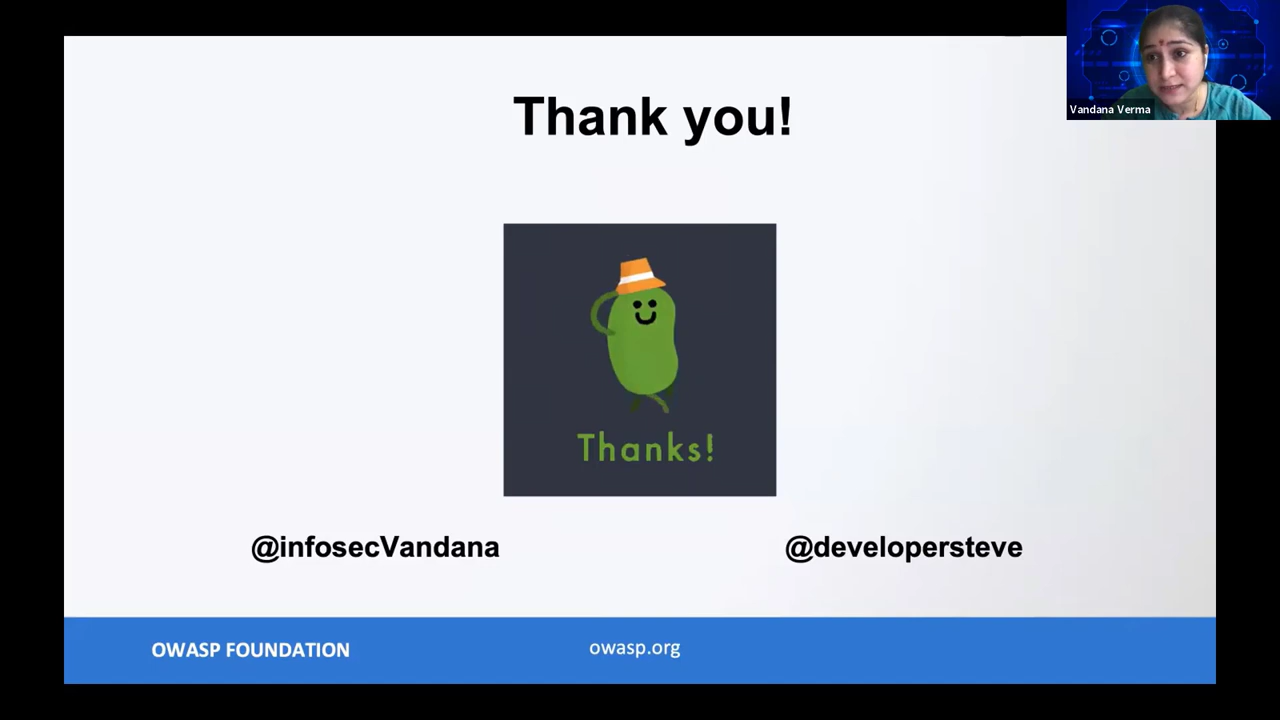 Thank you!
Vandana Verma
Thanks!
@infosecVandana
@developersteve
OWASP FOUNDATION
owasp.org